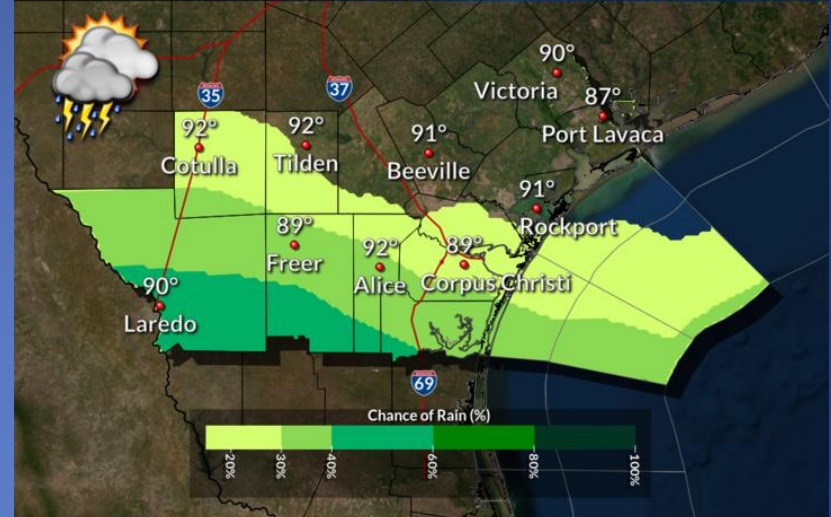 90°
Victoria
87°
Port Lavaca
35
37
92°
Cotulla
92°
Tilden
91°
Beeville
91°
Rockport
89°
Freer
92°
Alice
89°
Corpus Christi
90°
Laredo
69
Chance of Rain (%)
20%
30%
40%
60%
80%
100%